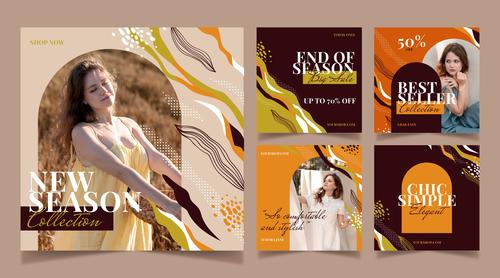 SHOP NOW
NEW
SEASON
Collection
END OF
SEASON
Big Sale
UP TO 70% OFF
50%
OFF
BEST
SELLER
Collection
"So comfortable
and stylish"
CHIC
SIMPLE
Elegant